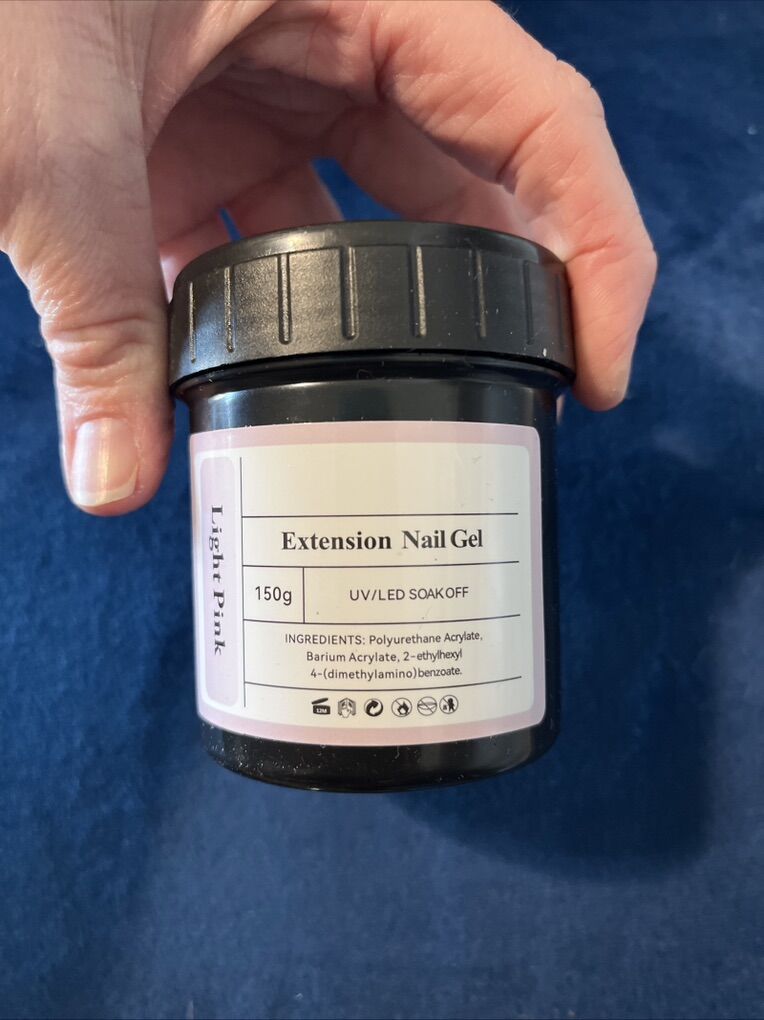 Light Pink
Extension Nail Gel
150g
UV/LED SOAK OFF
INGREDIENTS: Polyurethane Acrylate,
Barium Acrylate, 2-ethylhexyl
4-(dimethylamino)benzoate.
12M